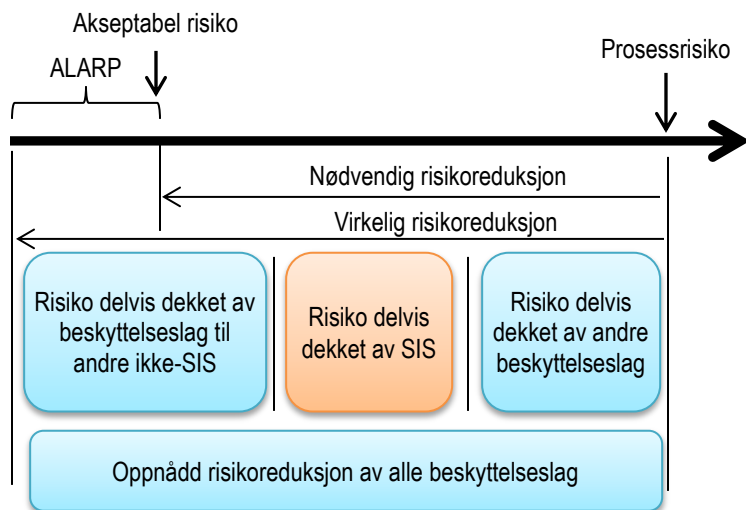 Akseptabel risiko
Prosessrisiko
ALARP
Nødvendig risikoreduksjon
Virkelig risikoreduksjon
Risiko delvis dekket av
beskyttelseslag til
andre ikke-SIS
Risiko delvis
dekket av SIS
Risiko delvis
dekket av andre
beskyttelseslag
Oppnådd risikoreduksjon av alle beskyttelseslag